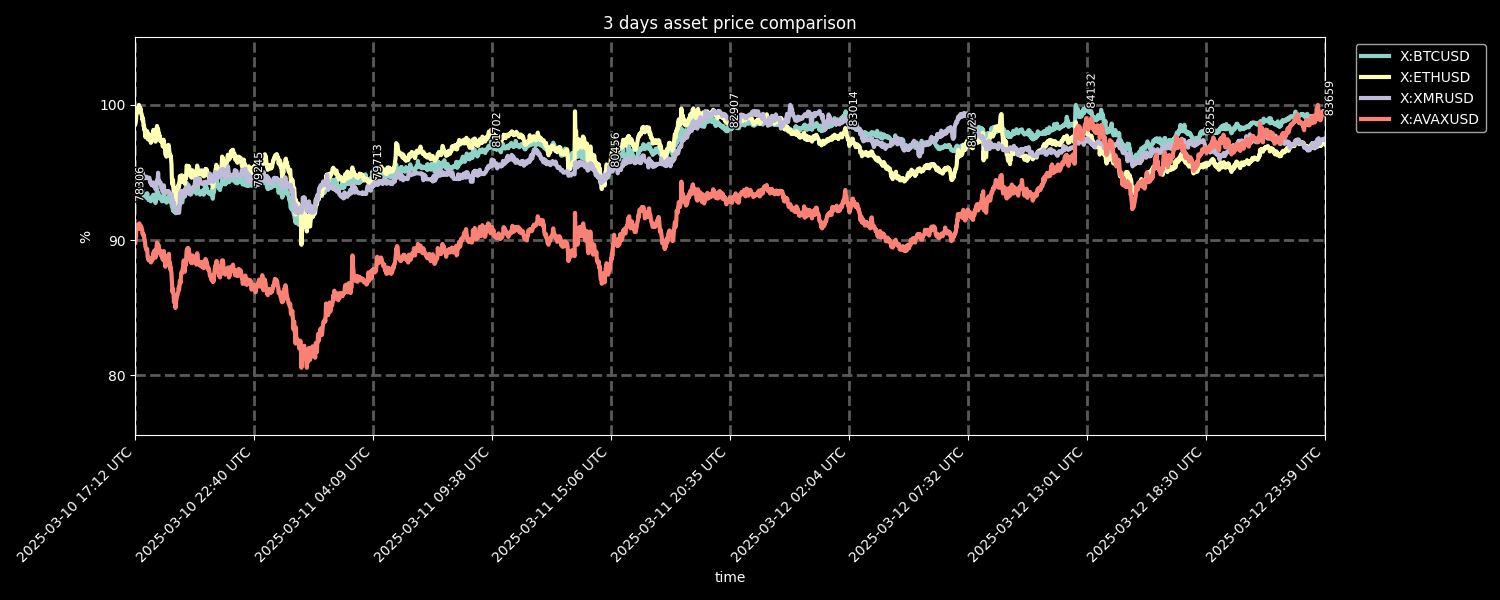 3 days asset price comparison
X:BTCUSD
X:ETHUSD
X:XMRUSD
X:AVAXUSD
%
100
90
80
78306
79245
79713
81702
80456
82907
83014
81723
84132
82555
83659
2025-03-10 17:12 UTC
2025-03-10 22:40 UTC
2025-03-11 04:09 UTC
2025-03-11 09:38 UTC
2025-03-11 15:06 UTC
2025-03-11 20:35 UTC
2025-03-12 02:04 UTC
2025-03-12 07:32 UTC
2025-03-12 13:01 UTC
2025-03-12 18:30 UTC
2025-03-12 23:59 UTC
time